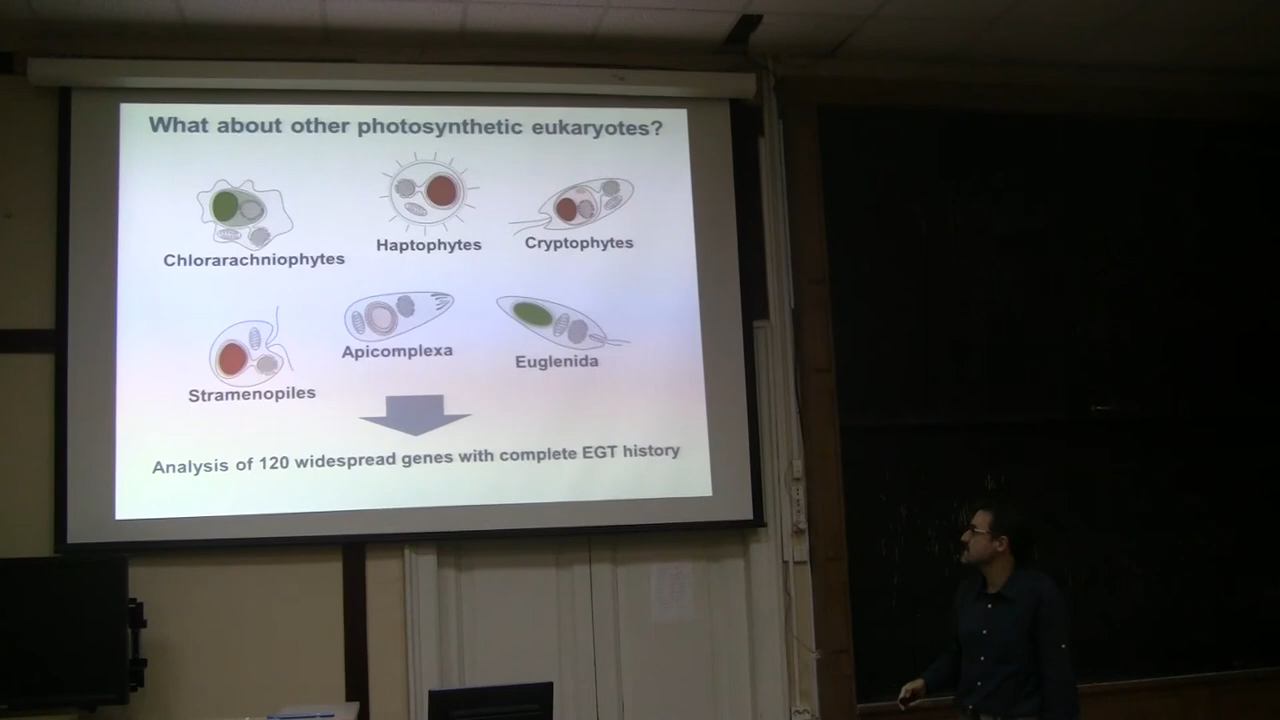 What about other photosynthetic eukaryotes?
Chlorarachniophytes
Haptophytes
Cryptophytes
Stramenopiles
Apicomplexa
Euglenida
Analysis of 120 widespread genes with complete EGT history